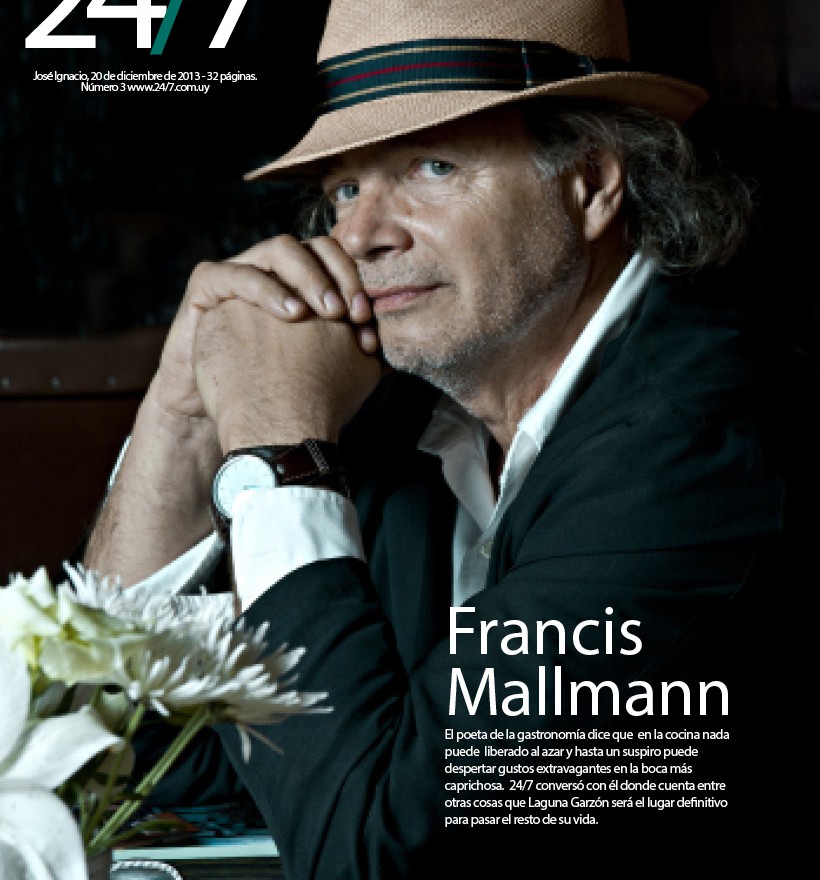 24/7
José Ignacio, 20 de diciembre de 2013 - 32 páginas.
Número 3 www.24/7.com.uy
Francis
Mallmann
El poeta de la gastronomía dice que en la cocina nada
puede liberado al azar y hasta un suspiro puede
despertar gustos extravagantes en la boca más
caprichosa. 24/7 conversó con él donde cuenta entre
otras cosas que Laguna Garzón será el lugar definitivo
para pasar el resto de su vida.